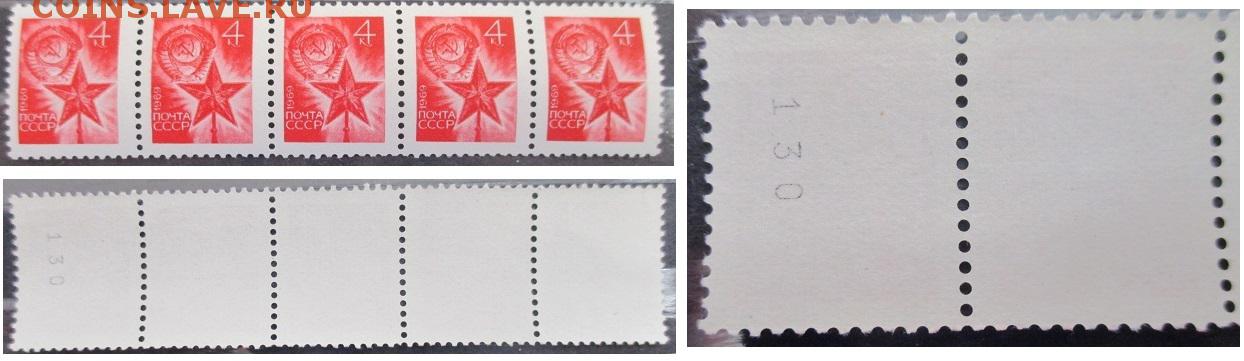 COINS.LAVE.RU
4 к. 4 к. 4 к. 4 к. 4 к.
1969 1969 1969 1969 1969
ПОЧТА ПОЧТА ПОЧТА ПОЧТА ПОЧТА
СССР СССР СССР СССР СССР
130
130